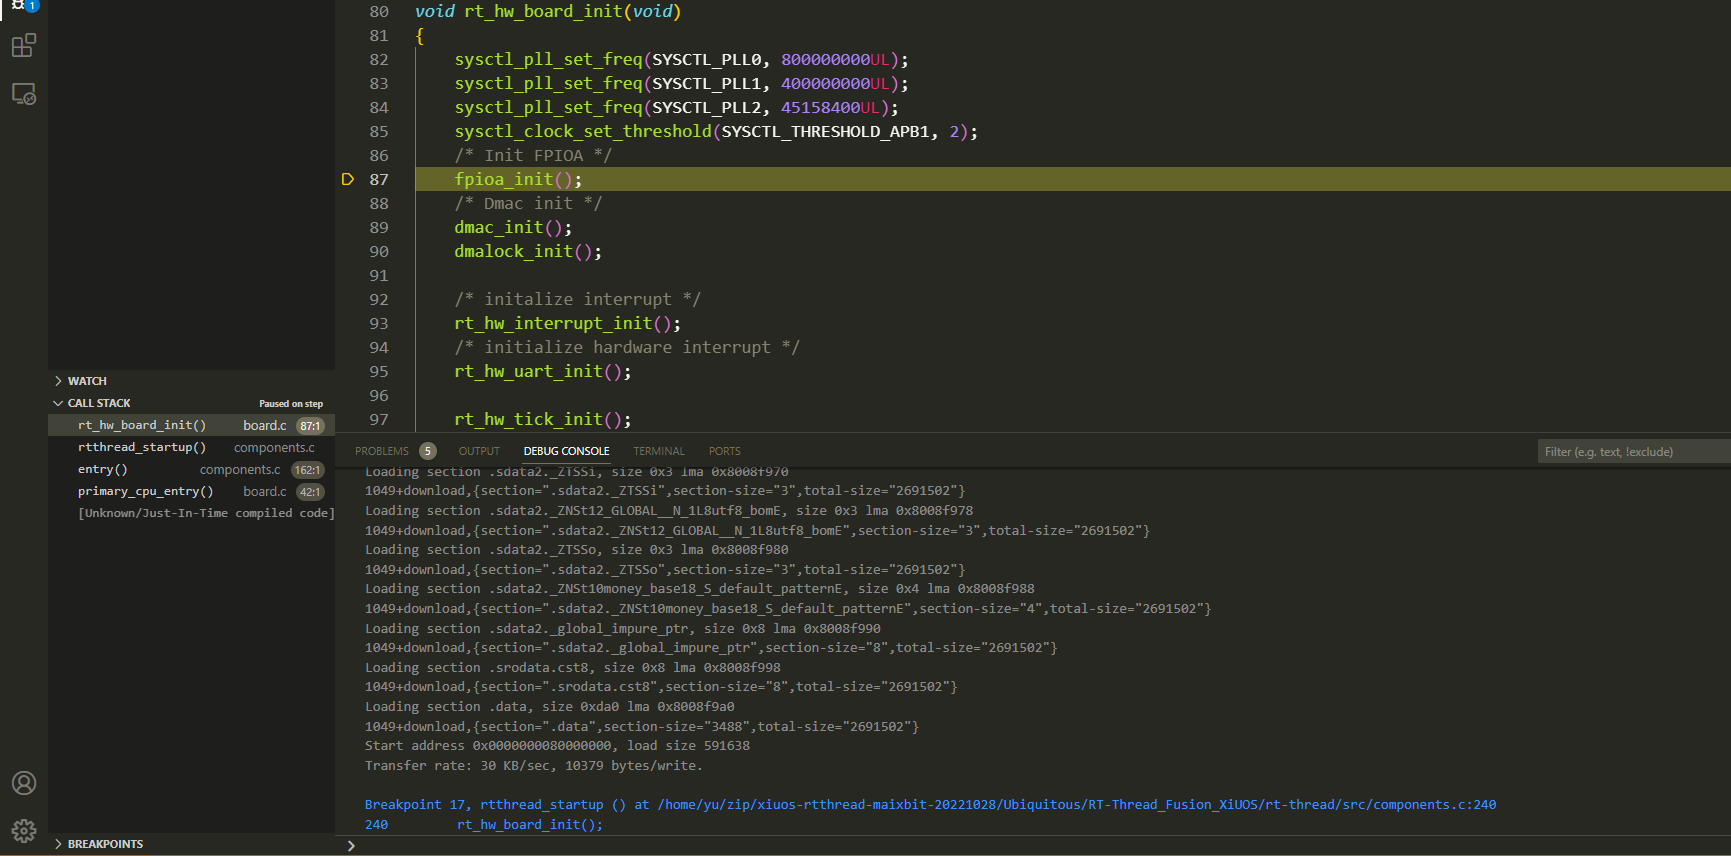 1
80 void rt_hw_board_init(void)
81 {
82 sysctl_pll_set_freq(SYSCTL_PLL0, 800000000UL);
83 sysctl_pll_set_freq(SYSCTL_PLL1, 400000000UL);
84 sysctl_pll_set_freq(SYSCTL_PLL2, 45158400UL);
85 sysctl_clock_set_threshold(SYSCTL_THRESHOLD_APB1, 2);
86 /* Init FPIOA */
87 fpioa_init();
88 /* Dmac init */
89 dmac_init();
90 dmalock_init();
91
92 /* initalize interrupt */
93 rt_hw_interrupt_init();
94 /* initialize hardware interrupt */
95 rt_hw_uart_init();
96
97 rt_hw_tick_init();
WATCH
CALL STACK Paused on step
rt_hw_board_init() board.c 87:1
rtthread_startup() components.c
entry() components.c 162:1
primary_cpu_entry() board.c 42:1
[Unknown/Just-In-Time compiled code]
BREAKPOINTS
PROBLEMS 5 OUTPUT DEBUG CONSOLE TERMINAL PORTS Filter (e.g. text, !exclude)
Loading section .sdata2._ZTSSi, size 0x3 lma 0x8008f970
1049+download,{section=".sdata2._ZTSSi",section-size="3",total-size="2691502"}
Loading section .sdata2._ZNSt12_GLOBAL__N_1L8utf8_bomE, size 0x3 lma 0x8008f978
1049+download,{section=".sdata2._ZNSt12_GLOBAL__N_1L8utf8_bomE",section-size="3",total-size="2691502"}
Loading section .sdata2._ZTSSo, size 0x3 lma 0x8008f980
1049+download,{section=".sdata2._ZTSSo",section-size="3",total-size="2691502"}
Loading section .sdata2._ZNSt10money_base18_S_default_patternE, size 0x4 lma 0x8008f988
1049+download,{section=".sdata2._ZNSt10money_base18_S_default_patternE",section-size="4",total-size="2691502"}
Loading section .sdata2._global_impure_ptr, size 0x8 lma 0x8008f990
1049+download,{section=".sdata2._global_impure_ptr",section-size="8",total-size="2691502"}
Loading section .srodata.cst8, size 0x8 lma 0x8008f998
1049+download,{section=".srodata.cst8",section-size="8",total-size="2691502"}
Loading section .data, size 0xda0 lma 0x8008f9a0
1049+download,{section=".data",section-size="3488",total-size="2691502"}
Start address 0x0000000080000000, load size 591638
Transfer rate: 30 KB/sec, 10379 bytes/write.
Breakpoint 17, rtthread_startup () at /home/yu/zip/xiuos-rtthread-maixbit-20221028/Ubiquitous/RT-Thread_Fusion_XiUOS/rt-thread/src/components.c:240
240 rt_hw_board_init();